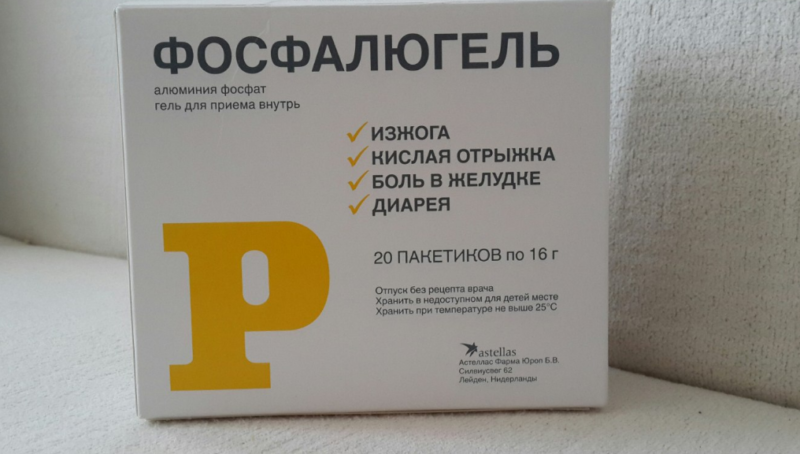 ФОСФАЛЮГЕЛЬ
алюминия фосфат
гель для приема внутрь
ИЗЖОГА
КИСЛАЯ ОТРЫЖКА
БОЛЬ В ЖЕЛУДКЕ
ДИАРЕЯ
P
20 ПАКЕТИКОВ по 16 г
Отпуск без рецепта врача
Хранить в недоступном для детей месте
Хранить при температуре не выше 25°С
astellas
Астеллас Фарма Юроп Б.В.
Силвиусвег 62
Лейден, Нидерланды